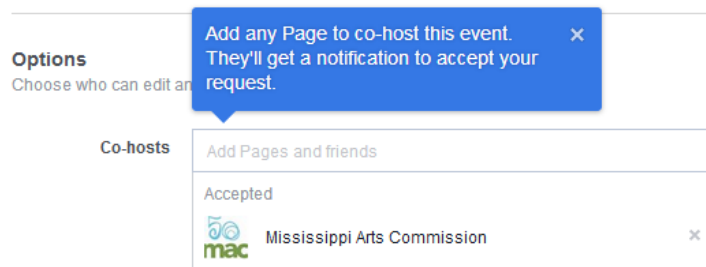 Add any Page to co-host this event.
They'll get a notification to accept your
request.
Options
Choose who can edit
Co-hosts
Add Pages and friends
Accepted
50
mac
Mississippi Arts Commission